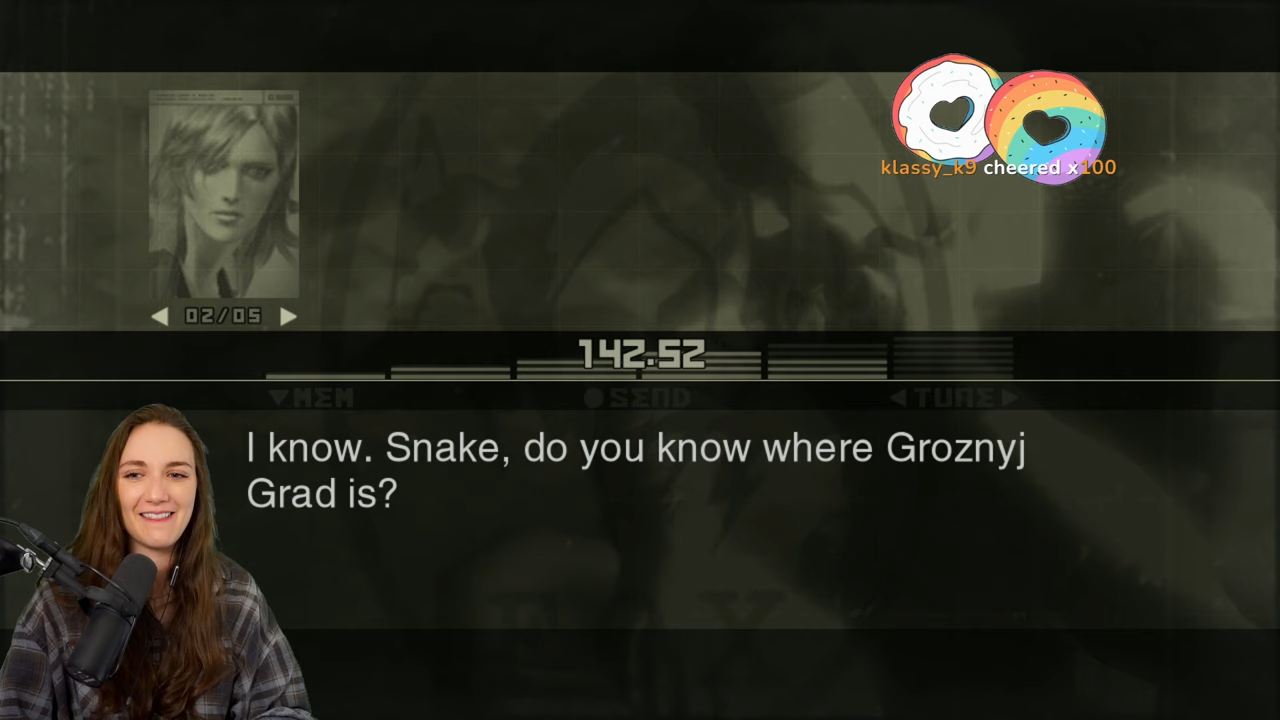 klassy_k9 cheered x100
02/05
142.52
MEM
SEND
TUNE
I know. Snake, do you know where Groznyj
Grad is?